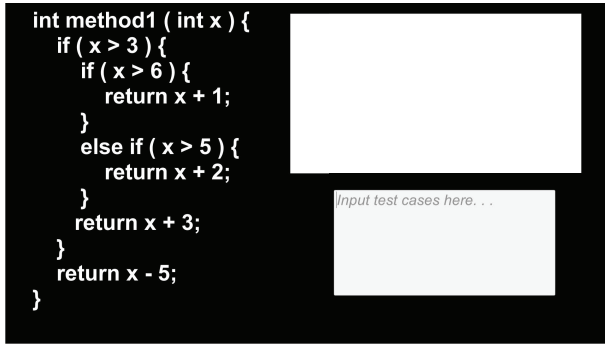 int method1 ( int x ) {
if ( x > 3 ) {
if ( x > 6 ) {
return x + 1;
}
else if ( x > 5 ) {
return x + 2;
}
return x + 3;
}
return x - 5;
}
Input test cases here. . .